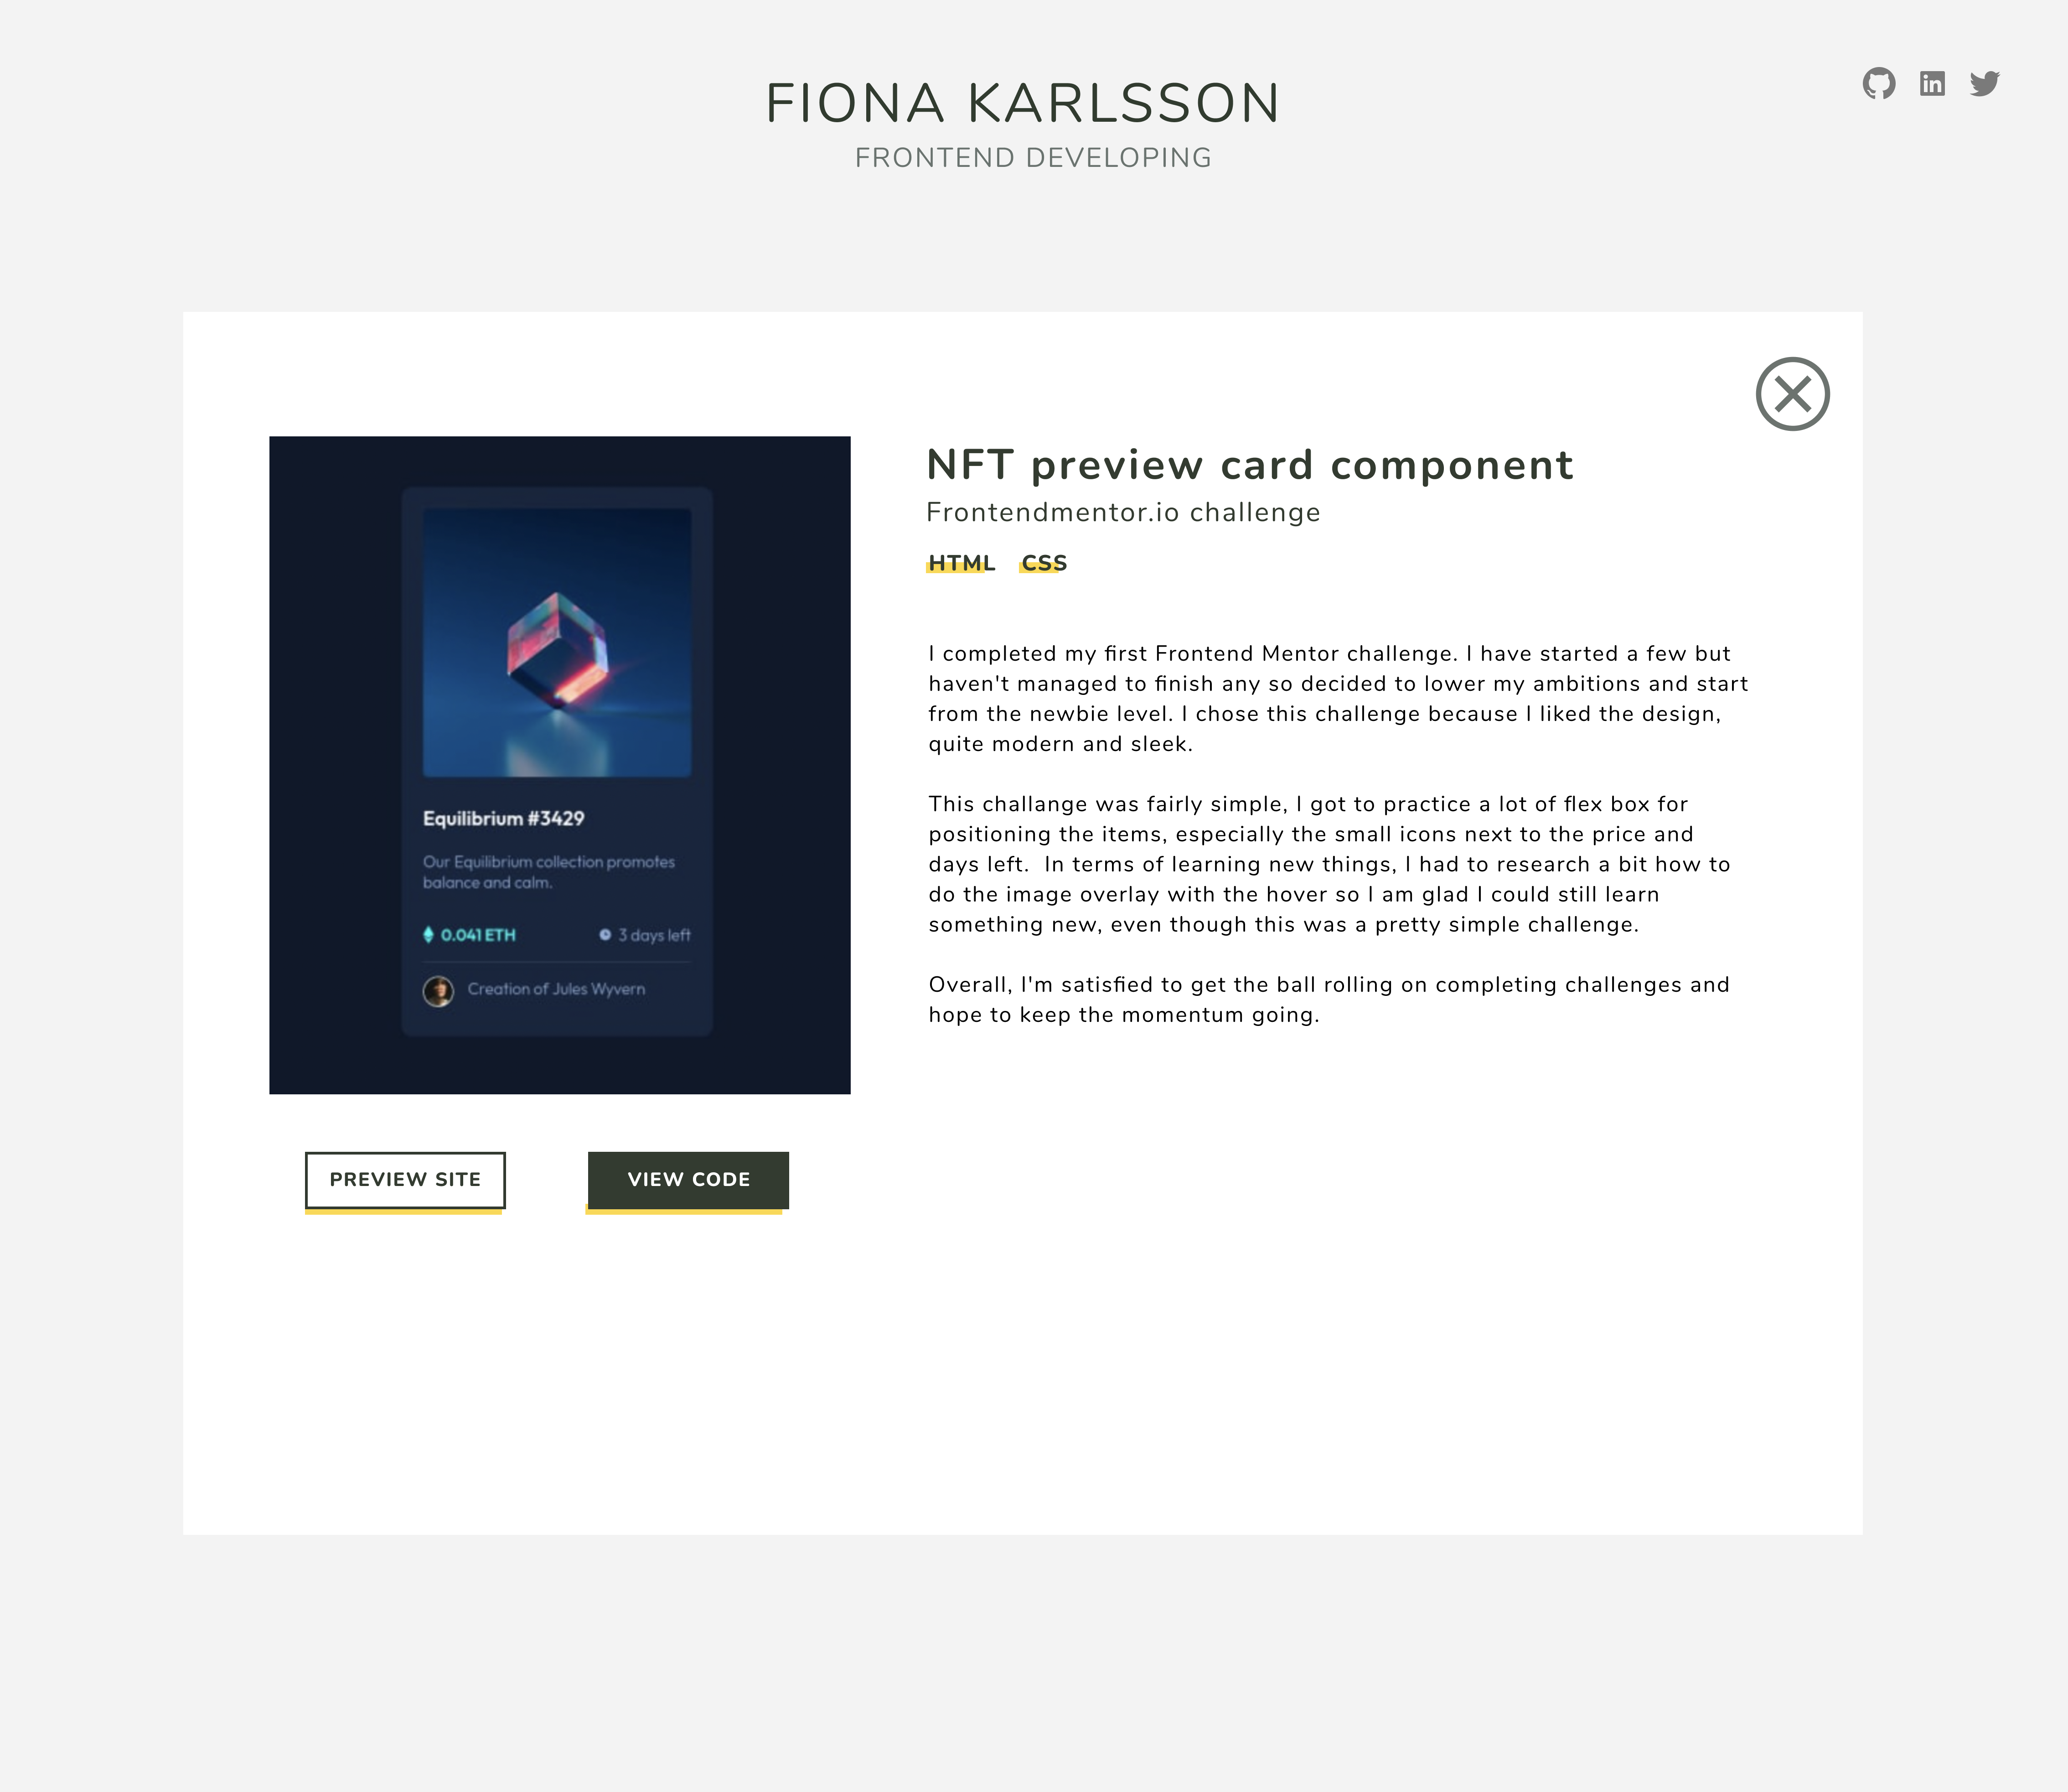 FIONA KARLSSON
FRONTEND DEVELOPING
NFT preview card component
Frontendmentor.io challenge
HTML CSS
I completed my first Frontend Mentor challenge. I have started a few but
haven't managed to finish any so decided to lower my ambitions and start
from the newbie level. I chose this challenge because I liked the design,
quite modern and sleek.
This challange was fairly simple, I got to practice a lot of flex box for
positioning the items, especially the small icons next to the price and
days left.  In terms of learning new things, I had to research a bit how to
do the image overlay with the hover so I am glad I could still learn
something new, even though this was a pretty simple challenge.
Overall, I'm satisfied to get the ball rolling on completing challenges and
hope to keep the momentum going.
Equilibrium #3429
Our Equilibrium collection promotes
balance and calm.
0.041 ETH 3 days left
Creation of Jules Wyvern
PREVIEW SITE VIEW CODE